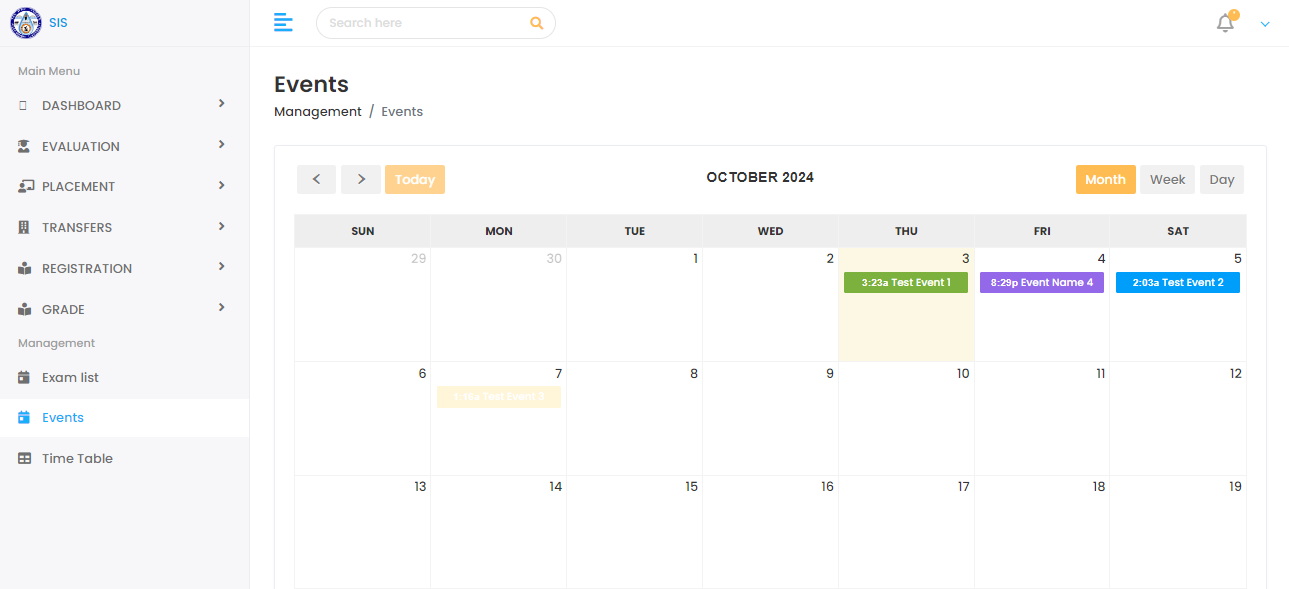 SIS
Search here
Main Menu
DASHBOARD
EVALUATION
PLACEMENT
TRANSFERS
REGISTRATION
GRADE
Management
Exam list
Events
Time Table
Events
Management / Events
Today
OCTOBER 2024
Month Week Day
SUN MON TUE WED THU FRI SAT
29 30 1 2 3 4 5
3:23a Test Event 1 8:29p Event Name 4 2:03a Test Event 2
6 7 8 9 10 11 12
Test Event 3
13 14 15 16 17 18 19